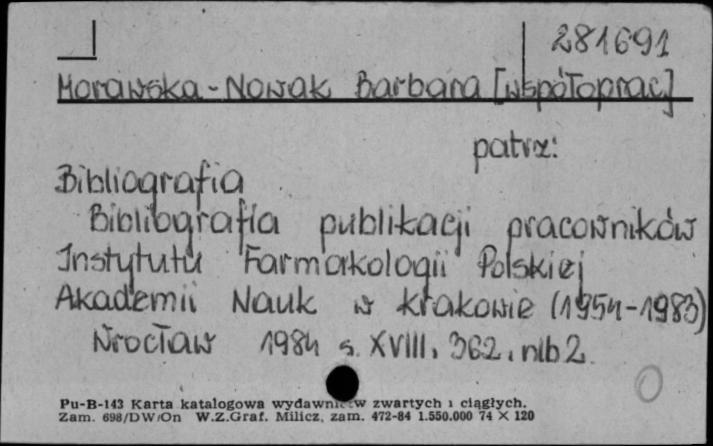 281691
Morawska-Nowak Barbara [współoprac]
patrz:
Bibliografia
Bibliografia publikacji pracowników
Instytutu Farmakologii Polskiej
Akademii Nauk w Krakowie (1954-1983)
Wrocław 1984 s. XVIII, 362, nlb 2.
Pu-B-143 Karta katalogowa wydawnictw zwartych i ciągłych.
Zam. 698/DW/On W.Z.Graf. Milicz, zam. 472-84 1.550.000 74 × 120